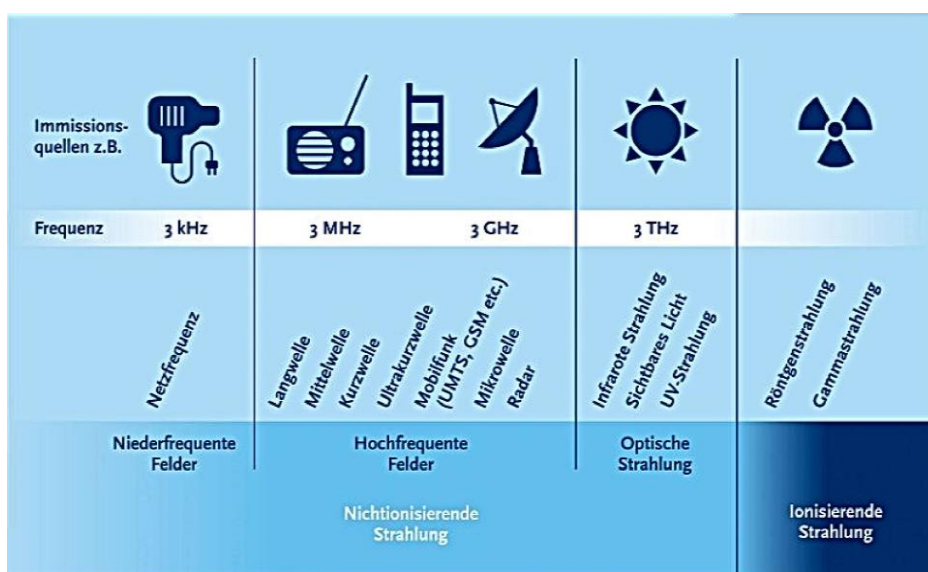 Immissions-
quellen z.B.
Frequenz
3 kHz
3 MHz
3 GHz
3 THz
Netzfrequenz
Langwelle
Mittelwelle
Kurzwelle
Ultrakurzwelle
Mobilfunk
(UMTS, GSM etc.)
Mikrowelle
Radar
Infrarote Strahlung
Sichtbares Licht
UV-Strahlung
Röntgenstrahlung
Gammastrahlung
Niederfrequente
Felder
Hochfrequente
Felder
Optische
Strahlung
Nichtionisierende
Strahlung
Ionisierende
Strahlung